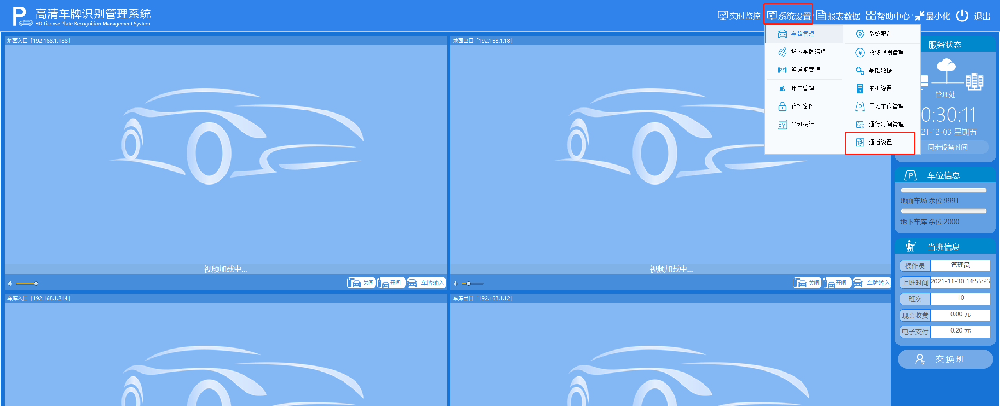 高清车牌识别管理系统
HD License Plate Recognition Management System
实时监控
系统设置
报表数据
帮助中心
最小化
退出
车牌管理
场内车牌清理
通道闸管理
用户管理
修改密码
当班统计
系统配置
收费规则管理
基础数据
主机设置
区域车位管理
通行时间管理
通道设置
地面入口「192.168.1.188」
视频加载中...
关闸
开闸
车牌输入
地面出口「192.168.1.18」
视频加载中...
关闸
开闸
车牌输入
车库入口「192.168.1.214」
车库出口「192.168.1.12」
服务状态
管理处
0:30:11
21-12-03 星期五
同步设备时间
车位信息
地面车场 余位:9991
地下车库 余位:2000
当班信息
操作员 管理员
上班时间 2021-11-30 14:55:23
班次 10
现金收费 0.00 元
电子支付 0.20 元
交 换 班